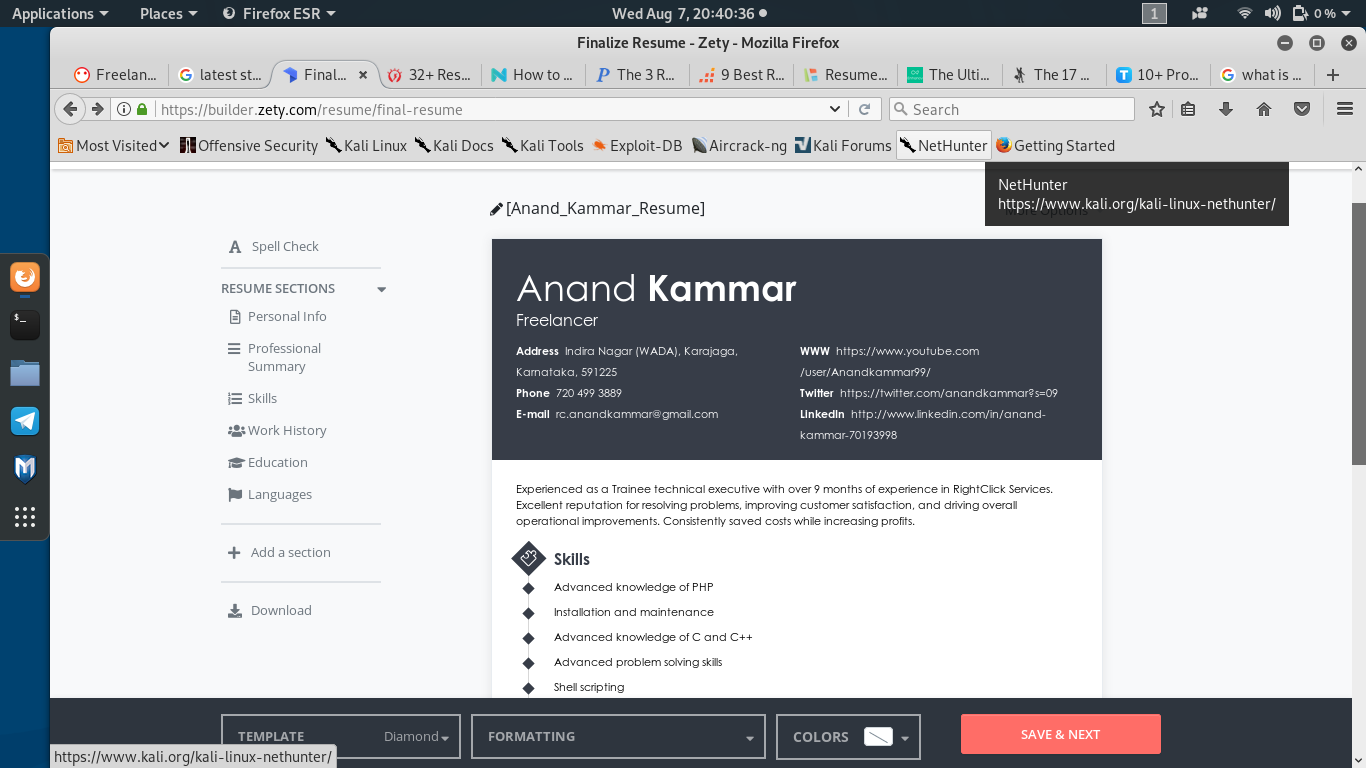 Applications Places Firefox ESR Wed Aug 7, 20:40:36 1 0 %
Finalize Resume - Zety - Mozilla Firefox
Freelan... latest st... Final... 32+ Res... How to ... The 3 R... 9 Best R... Resume... The Ulti... The 17 ... 10+ Pro... what is ...
https://builder.zety.com/resume/final-resume Search
Most Visited Offensive Security Kali Linux Kali Docs Kali Tools Exploit-DB Aircrack-ng Kali Forums NetHunter Getting Started
NetHunter
https://www.kali.org/kali-linux-nethunter/
More Options
[Anand_Kammar_Resume]
Spell Check
RESUME SECTIONS
Personal Info
Professional
Summary
Skills
Work History
Education
Languages
Add a section
Download
Anand Kammar
Freelancer
Address Indira Nagar (WADA), Karajaga,
Karnataka, 591225
Phone 720 499 3889
E-mail rc.anandkammar@gmail.com
WWW https://www.youtube.com
/user/Anandkammar99/
Twitter https://twitter.com/anandkammar?s=09
LinkedIn http://www.linkedin.com/in/anand-
kammar-70193998
Experienced as a Trainee technical executive with over 9 months of experience in RightClick Services.
Excellent reputation for resolving problems, improving customer satisfaction, and driving overall
operational improvements. Consistently saved costs while increasing profits.
Skills
Advanced knowledge of PHP
Installation and maintenance
Advanced knowledge of C and C++
Advanced problem solving skills
Shell scripting
TEMPLATE Diamond FORMATTING COLORS SAVE & NEXT
https://www.kali.org/kali-linux-nethunter/